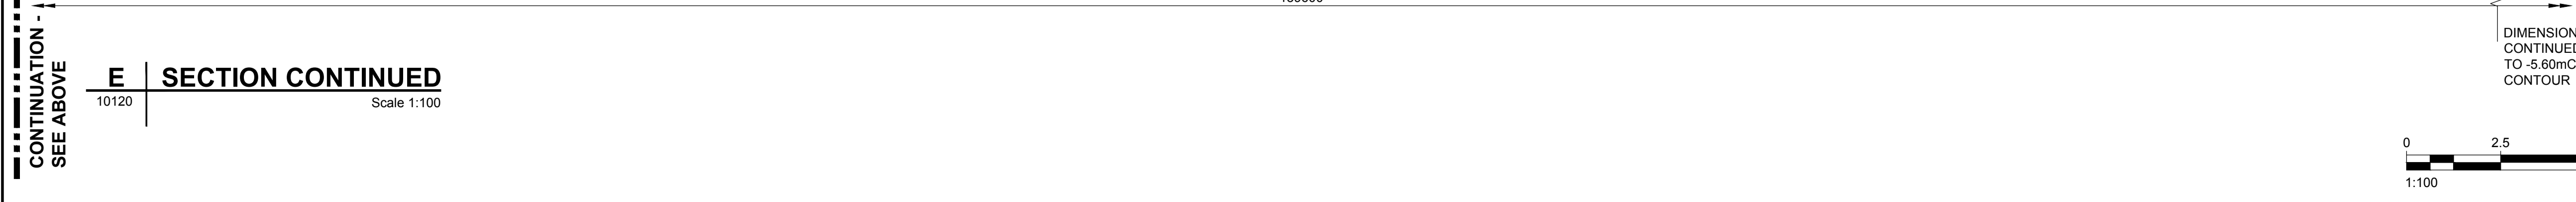 CONTINUATION -
SEE ABOVE
E
SECTION CONTINUED
10120
Scale 1:100
DIMENSION
CONTINUED
TO -5.60mC
CONTOUR
0
2.5
1:100